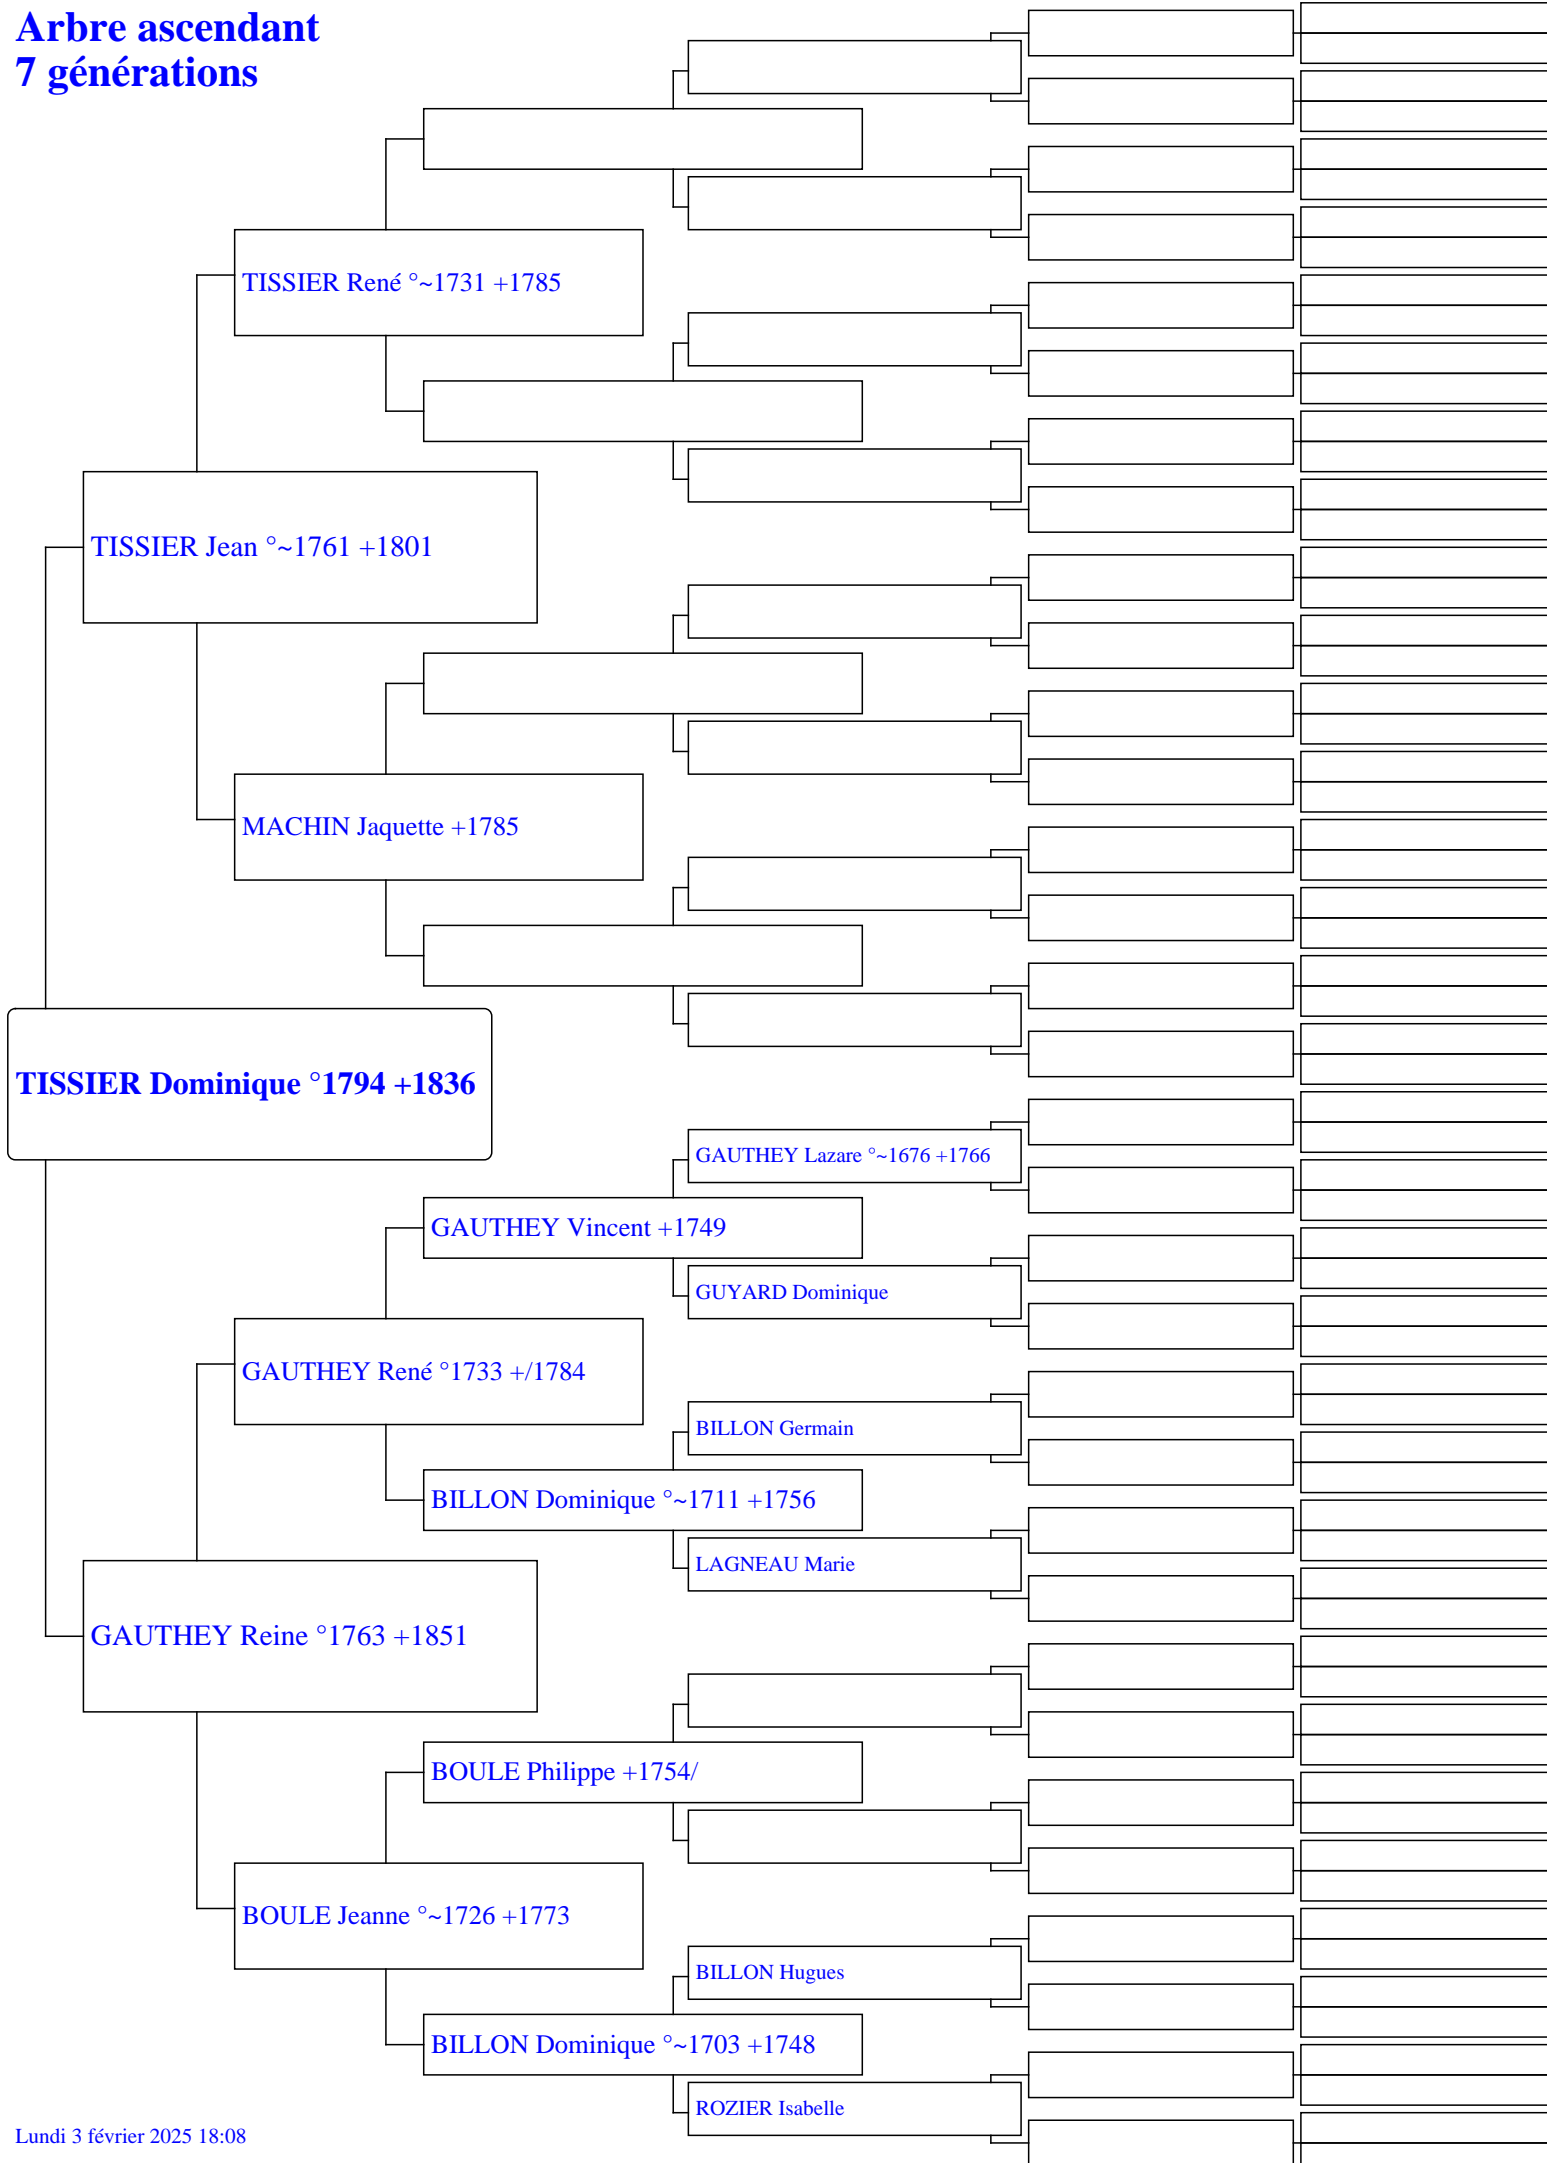 Arbre ascendant
7 générations
TISSIER René °~1731 +1785
TISSIER Jean °~1761 +1801
MACHIN Jaquette +1785
TISSIER Dominique °1794 +1836
GAUTHEY Lazare °~1676 +1766
GAUTHEY Vincent +1749
GUYARD Dominique
GAUTHEY René °1733 +/1784
BILLON Germain
BILLON Dominique °~1711 +1756
LAGNEAU Marie
GAUTHEY Reine °1763 +1851
BOULE Philippe +1754/
BOULE Jeanne °~1726 +1773
BILLON Hugues
BILLON Dominique °~1703 +1748
ROZIER Isabelle
Lundi 3 février 2025 18:08